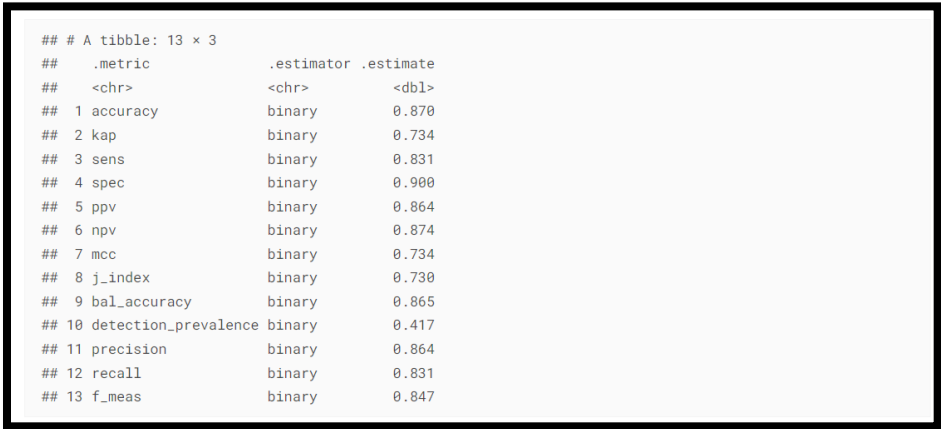 ## # A tibble: 13 × 3
##    .metric              .estimator .estimate
##    <chr>                <chr>          <dbl>
##  1 accuracy             binary         0.870
##  2 kap                  binary         0.734
##  3 sens                 binary         0.831
##  4 spec                 binary         0.900
##  5 ppv                  binary         0.864
##  6 npv                  binary         0.874
##  7 mcc                  binary         0.734
##  8 j_index              binary         0.730
##  9 bal_accuracy         binary         0.865
## 10 detection_prevalence binary         0.417
## 11 precision            binary         0.864
## 12 recall               binary         0.831
## 13 f_meas               binary         0.847